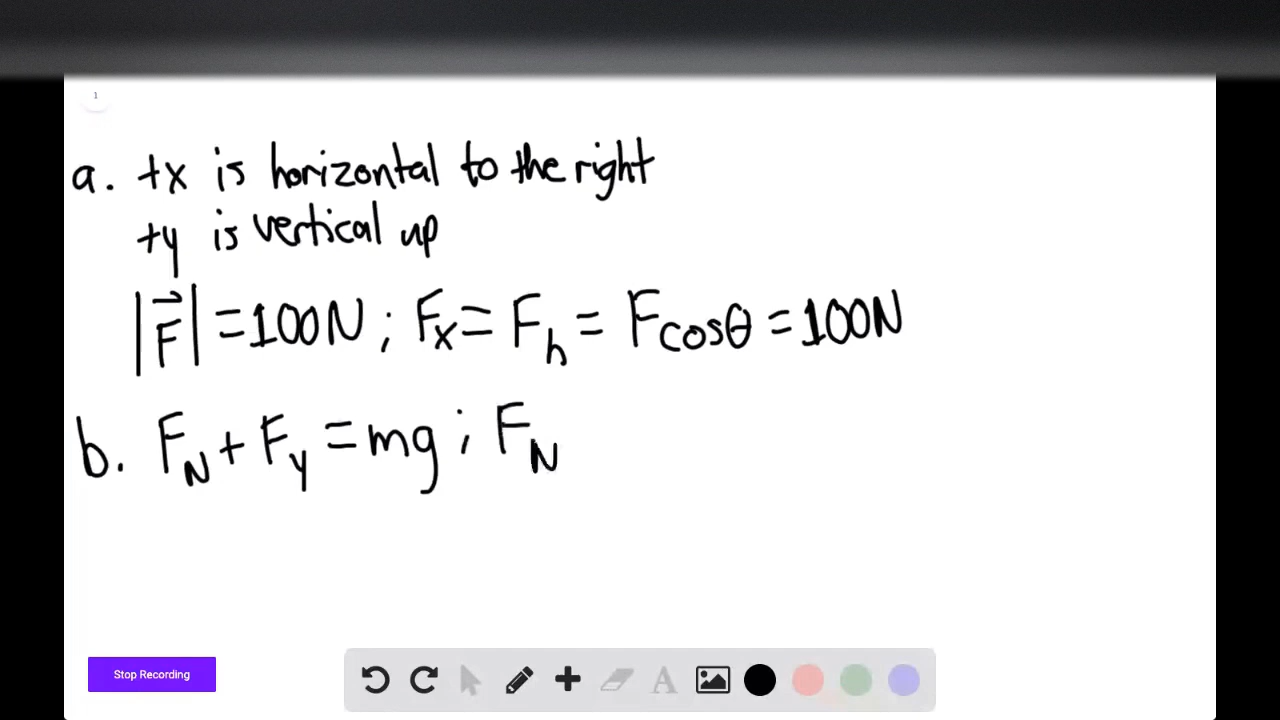 1
a. +x is horizontal to the right
+y is vertical up
|F⃗| = 100N ; Fx = Fh = Fcosθ = 100N
b. FN + Fy = mg ; FN
Stop Recording
A